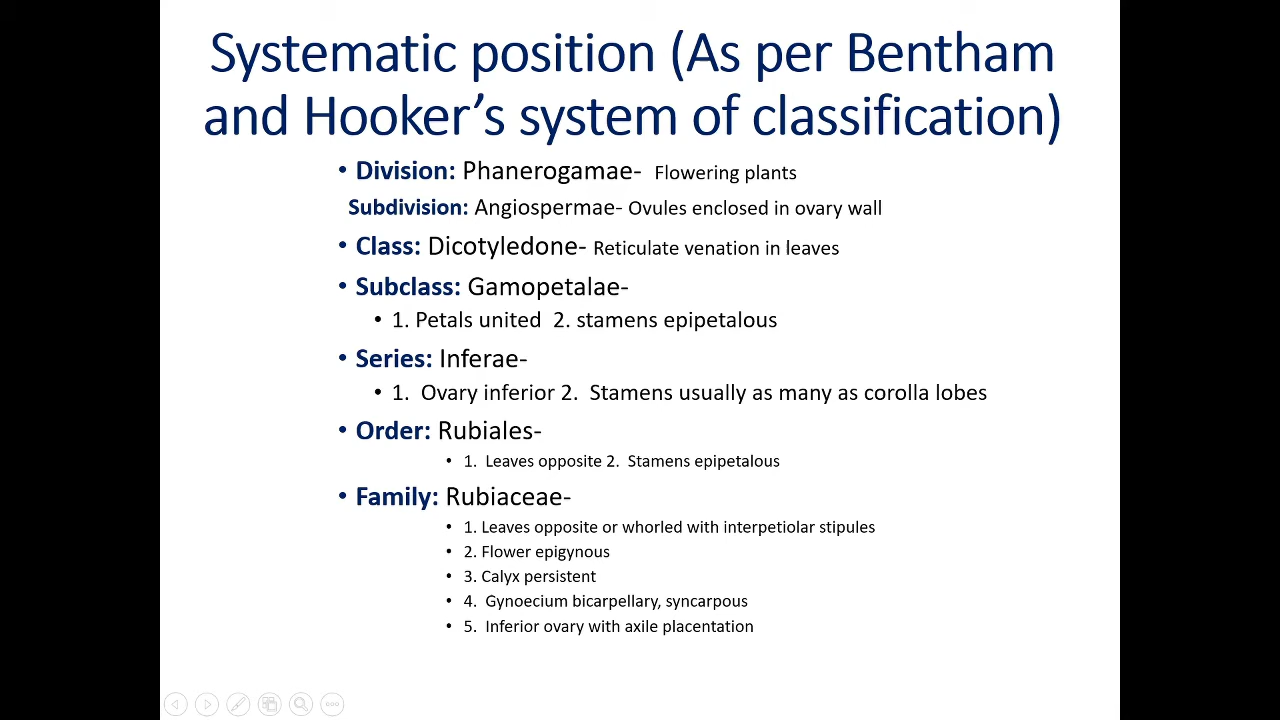 Systematic position (As per Bentham
and Hooker’s system of classification)
• Division: Phanerogamae- Flowering plants
Subdivision: Angiospermae- Ovules enclosed in ovary wall
• Class: Dicotyledone- Reticulate venation in leaves
• Subclass: Gamopetalae-
• 1. Petals united 2. stamens epipetalous
• Series: Inferae-
• 1. Ovary inferior 2. Stamens usually as many as corolla lobes
• Order: Rubiales-
• 1. Leaves opposite 2. Stamens epipetalous
• Family: Rubiaceae-
• 1. Leaves opposite or whorled with interpetiolar stipules
• 2. Flower epigynous
• 3. Calyx persistent
• 4. Gynoecium bicarpellary, syncarpous
• 5. Inferior ovary with axile placentation